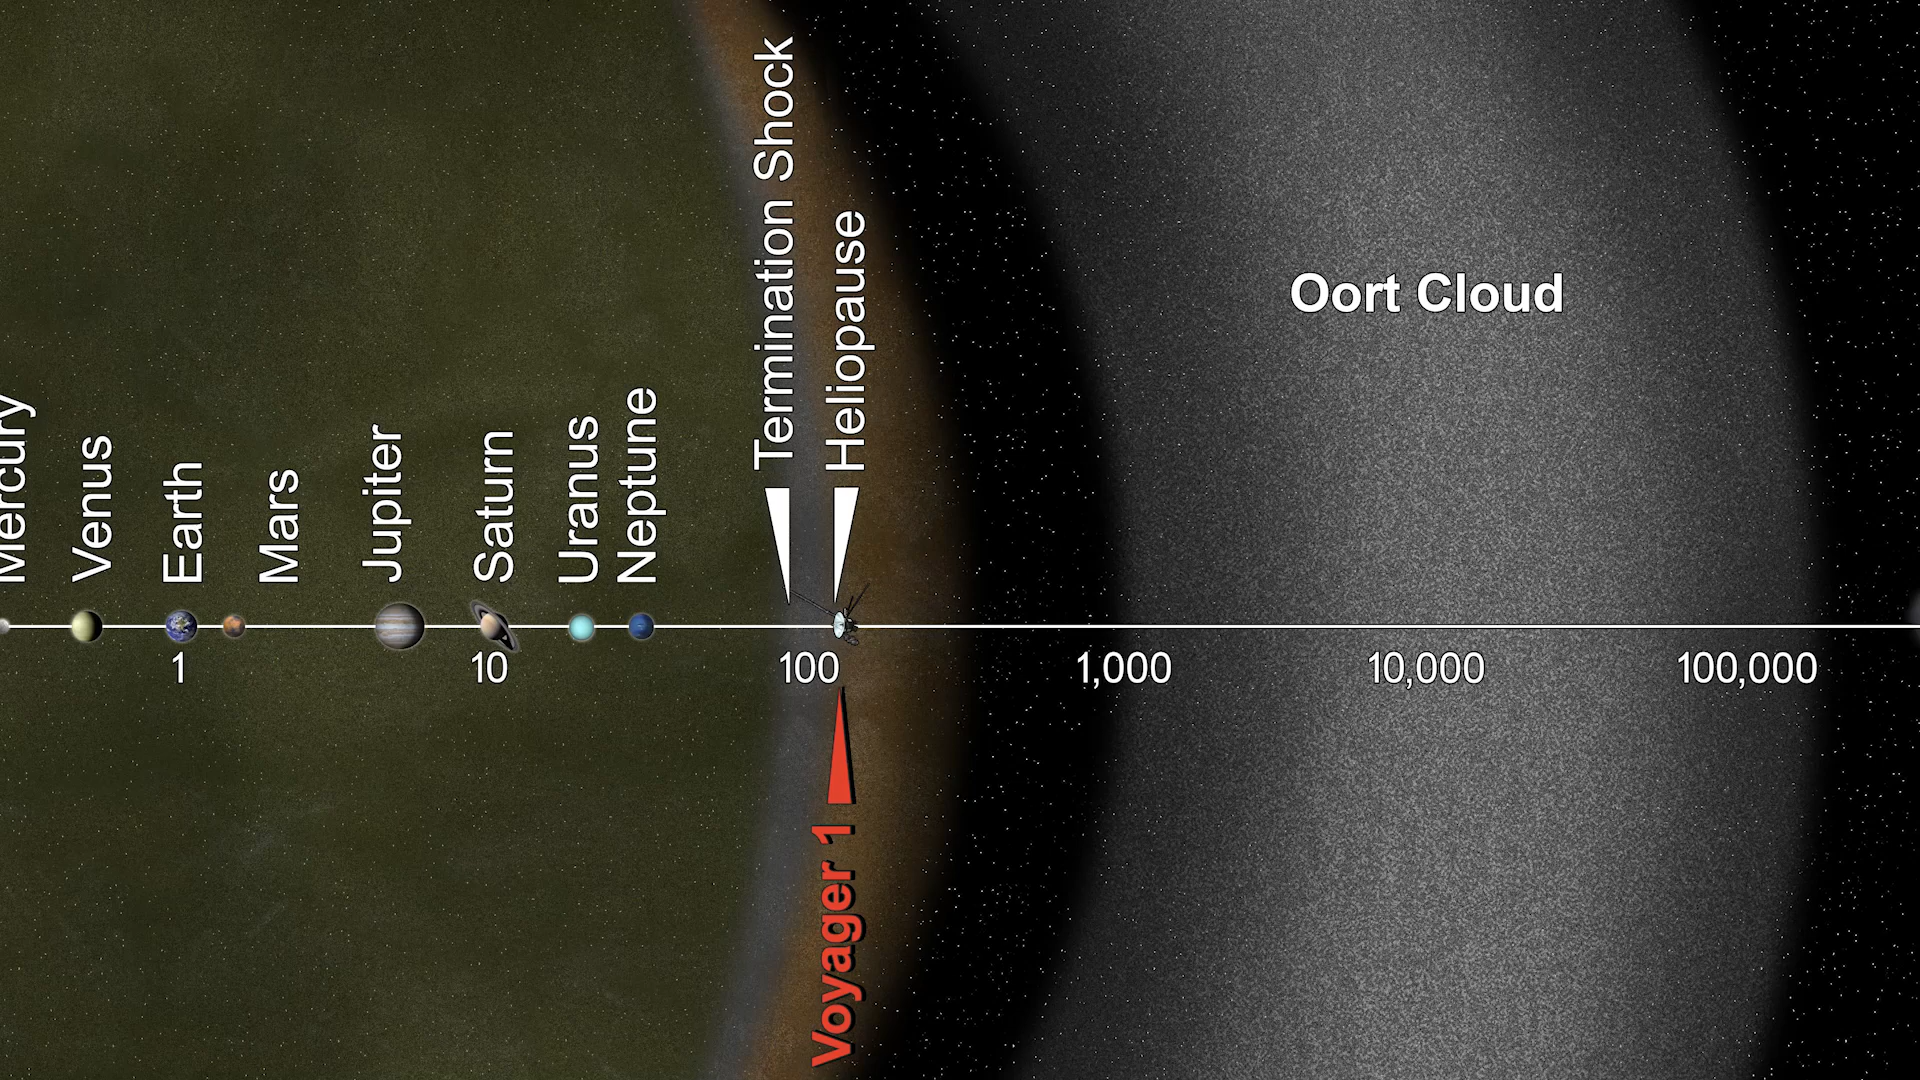 Mercury
Venus
Earth
Mars
Jupiter
Saturn
Uranus
Neptune
Termination Shock
Heliopause
Oort Cloud
1
10
100
1,000
10,000
100,000
Voyager 1